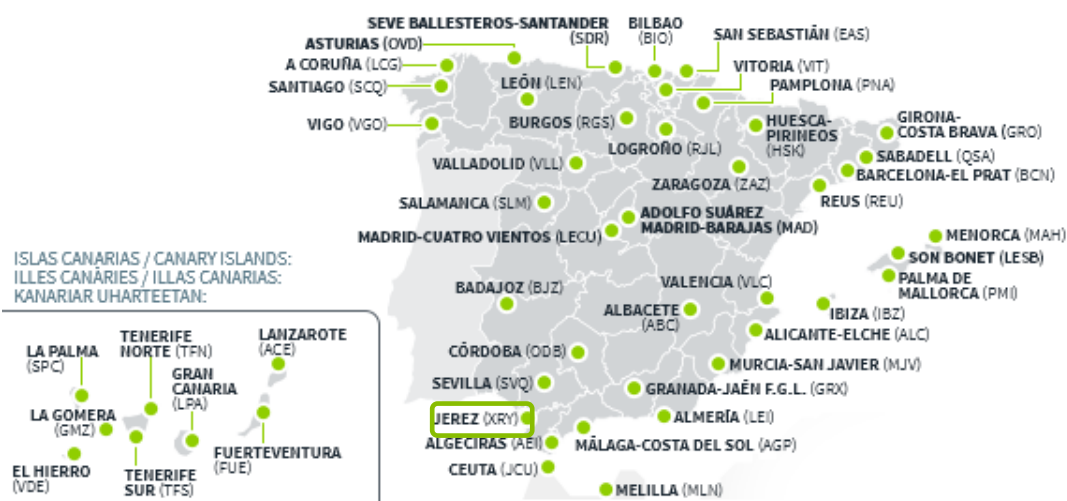 SEVE BALLESTEROS-SANTANDER
(SDR)
BILBAO
(BIO)
SAN SEBASTIÁN (EAS)
ASTURIAS (OVD)
A CORUÑA (LCG)
SANTIAGO (SCQ)
LEÓN (LEN)
VITORIA (VIT)
PAMPLONA (PNA)
VIGO (VGO)
BURGOS (RGS)
LOGROÑO (RJL)
HUESCA-
PIRINEOS
(HSK)
GIRONA-
COSTA BRAVA (GRO)
SABADELL (QSA)
BARCELONA-EL PRAT (BCN)
REUS (REU)
VALLADOLID (VLL)
ZARAGOZA (ZAZ)
SALAMANCA (SLM)
ADOLFO SUÁREZ
MADRID-BARAJAS (MAD)
MADRID-CUATRO VIENTOS (LECU)
MENORCA (MAH)
SON BONET (LESB)
PALMA DE
MALLORCA (PMI)
IBIZA (IBZ)
BADAJOZ (BJZ)
VALENCIA (VLC)
ALBACETE
(ABC)
ALICANTE-ELCHE (ALC)
CÓRDOBA (ODB)
MURCIA-SAN JAVIER (MJV)
SEVILLA (SVQ)
GRANADA-JAÉN F.G.L. (GRX)
JEREZ (XRY)
ALMERÍA (LEI)
ALGECIRAS (AEI)
MÁLAGA-COSTA DEL SOL (AGP)
CEUTA (JCU)
MELILLA (MLN)
ISLAS CANARIAS / CANARY ISLANDS:
ILLES CANÀRIES / ILLAS CANARIAS:
KANARIAR UHARTEETAN:
LA PALMA
(SPC)
TENERIFE
NORTE (TFN)
LANZAROTE
(ACE)
GRAN
CANARIA
(LPA)
LA GOMERA
(GMZ)
FUERTEVENTURA
(FUE)
EL HIERRO
(VDE)
TENERIFE
SUR (TFS)